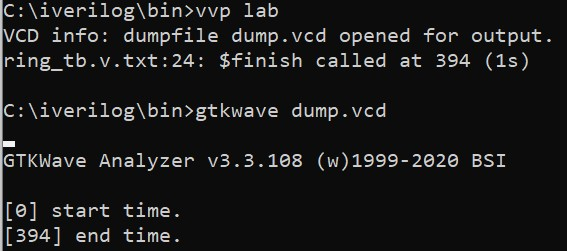 C:\iverilog\bin>vvp lab
VCD info: dumpfile dump.vcd opened for output.
ring_tb.v.txt:24: $finish called at 394 (1s)
C:\iverilog\bin>gtkwave dump.vcd
GTKWave Analyzer v3.3.108 (w)1999-2020 BSI
[0] start time.
[394] end time.